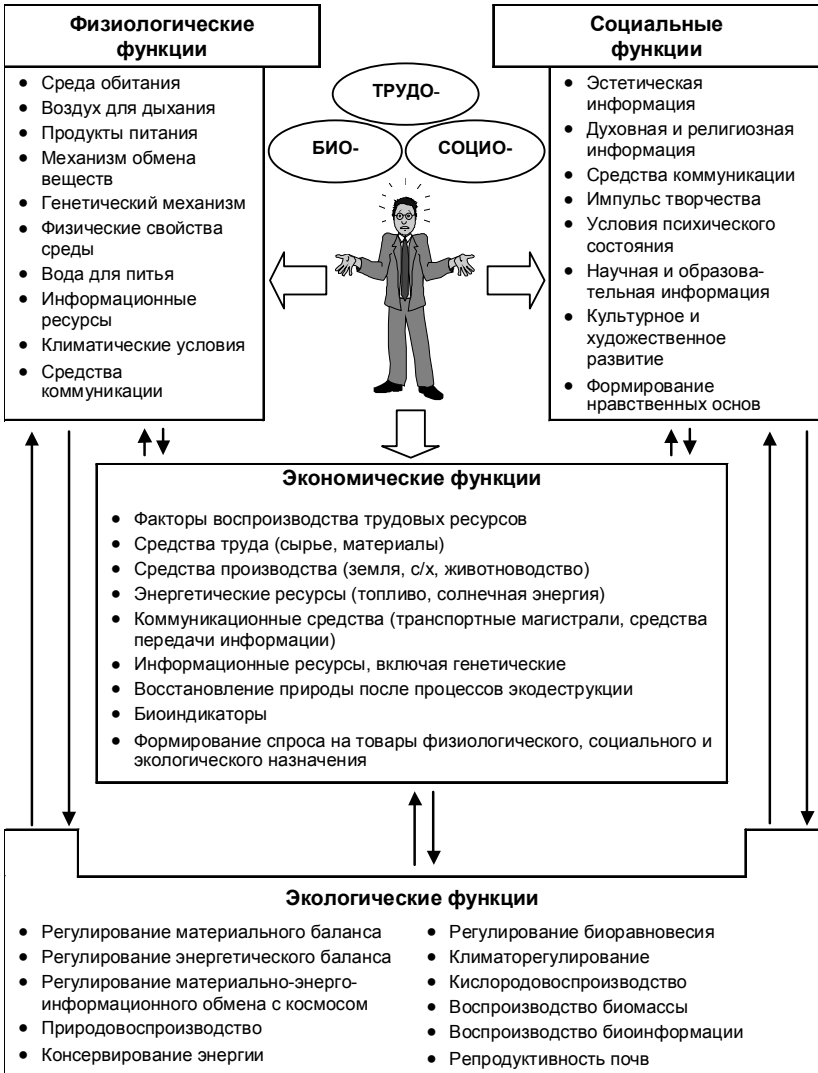 Физиологические
функции
• Среда обитания
• Воздух для дыхания
• Продукты питания
• Механизм обмена
веществ
• Генетический механизм
• Физические свойства
среды
• Вода для питья
• Информационные
ресурсы
• Климатические условия
• Средства
коммуникации
ТРУДО-
БИО-
СОЦИО-
Социальные
функции
• Эстетическая
информация
• Духовная и религиозная
информация
• Средства коммуникации
• Импульс творчества
• Условия психического
состояния
• Научная и образова-
тельная информация
• Культурное и
художественное
развитие
• Формирование
нравственных основ
Экономические функции
• Факторы воспроизводства трудовых ресурсов
• Средства труда (сырье, материалы)
• Средства производства (земля, с/х, животноводство)
• Энергетические ресурсы (топливо, солнечная энергия)
• Коммуникационные средства (транспортные магистрали, средства
передачи информации)
• Информационные ресурсы, включая генетические
• Восстановление природы после процессов экодеструкции
• Биоиндикаторы
• Формирование спроса на товары физиологического, социального и
экологического назначения
Экологические функции
• Регулирование материального баланса
• Регулирование энергетического баланса
• Регулирование материально-энерго-
информационного обмена с космосом
• Природовоспроизводство
• Консервирование энергии
• Регулирование биоравновесия
• Климаторегулирование
• Кислородовоспроизводство
• Воспроизводство биомассы
• Воспроизводство биоинформации
• Репродуктивность почв